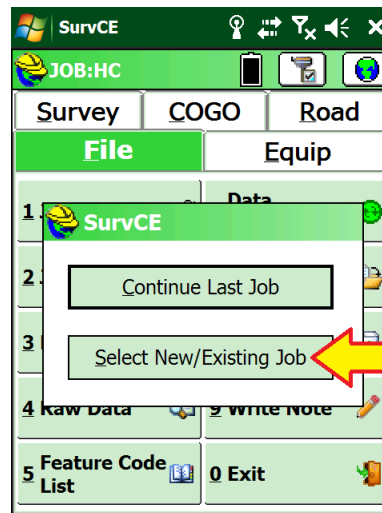 SurvCE
JOB:HC
Survey COGO Road
File Equip
1 Data
SurvCE
2
Continue Last Job
3
Select New/Existing Job
4 Raw Data 9 Write Note
5 Feature Code
List
0 Exit